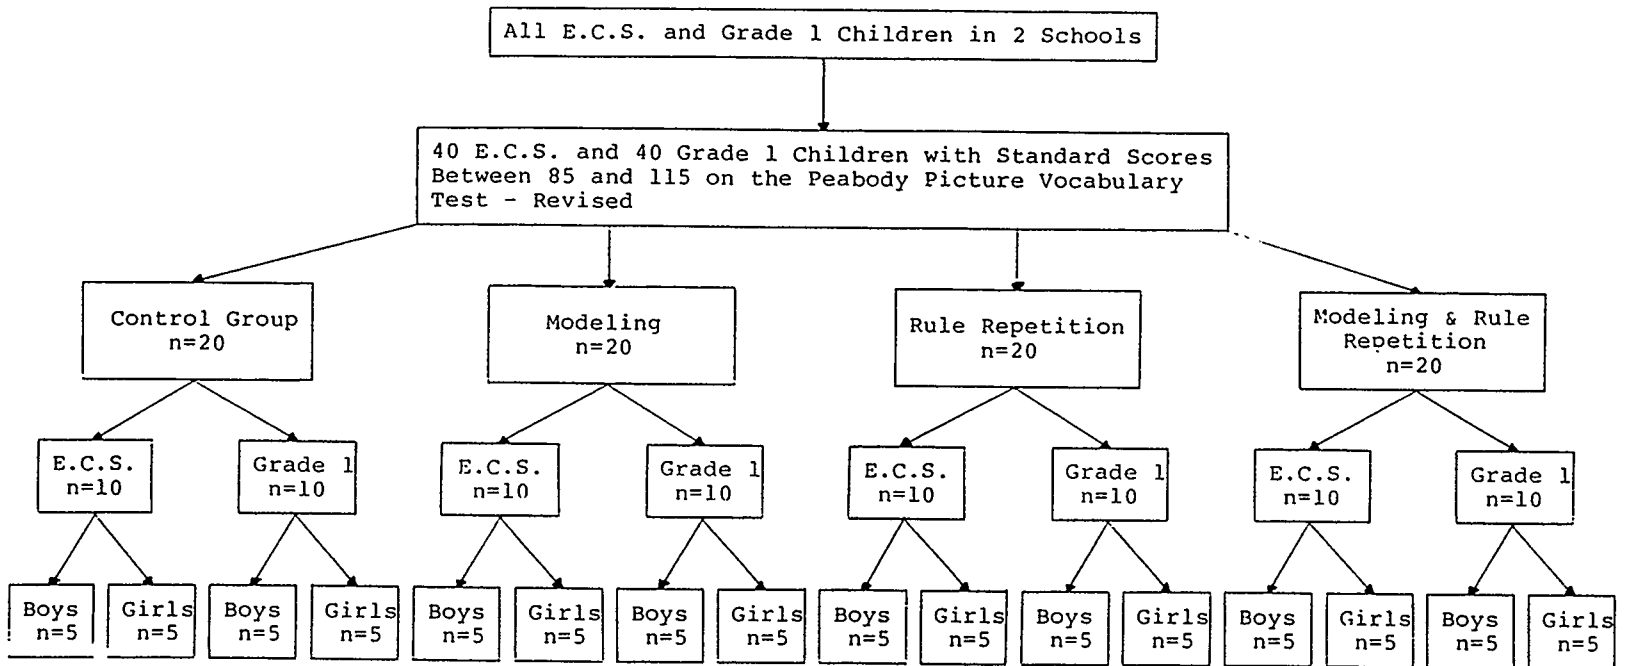 All E.C.S. and Grade 1 Children in 2 Schools
40 E.C.S. and 40 Grade 1 Children with Standard Scores
Between 85 and 115 on the Peabody Picture Vocabulary
Test - Revised
Control Group
n=20
Modeling
n=20
Rule Repetition
n=20
Modeling & Rule
Repetition
n=20
E.C.S.
n=10
Grade 1
n=10
E.C.S.
n=10
Grade 1
n=10
E.C.S.
n=10
Grade 1
n=10
E.C.S.
n=10
Grade 1
n=10
Boys
n=5
Girls
n=5
Boys
n=5
Girls
n=5
Boys
n=5
Girls
n=5
Boys
n=5
Girls
n=5
Boys
n=5
Girls
n=5
Boys
n=5
Girls
n=5
Boys
n=5
Girls
n=5
Boys
n=5
Girls
n=5